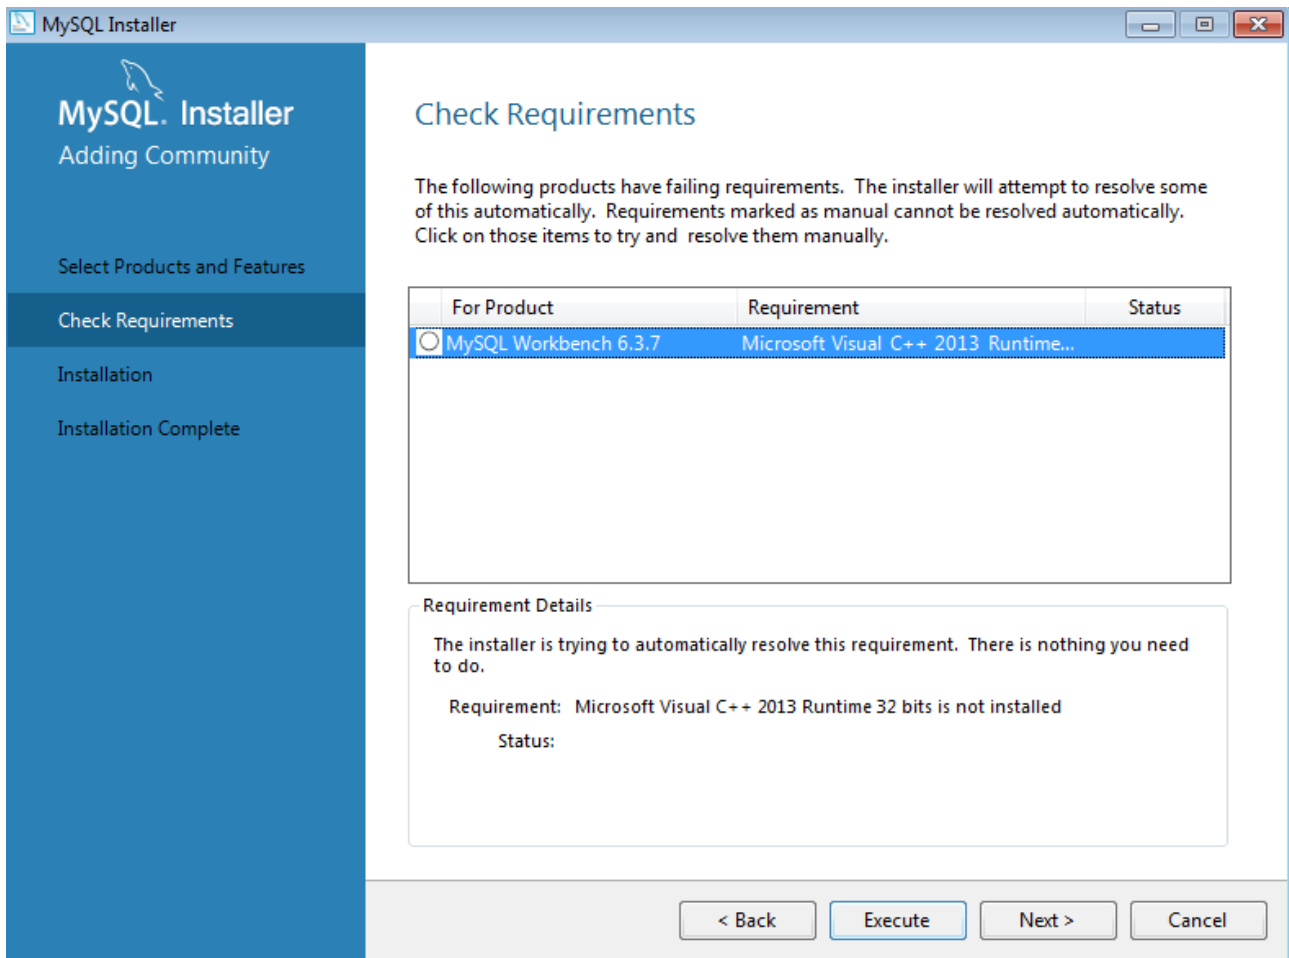 MySQL Installer
MySQL. Installer
Adding Community
Select Products and Features
Check Requirements
Installation
Installation Complete
Check Requirements
The following products have failing requirements.  The installer will attempt to resolve some
of this automatically.  Requirements marked as manual cannot be resolved automatically.
Click on those items to try and  resolve them manually.
For Product Requirement Status
MySQL Workbench 6.3.7 Microsoft Visual C++ 2013 Runtime...
Requirement Details
The installer is trying to automatically resolve this requirement.  There is nothing you need
to do.
Requirement: Microsoft Visual C++ 2013 Runtime 32 bits is not installed
Status:
< Back Execute Next > Cancel